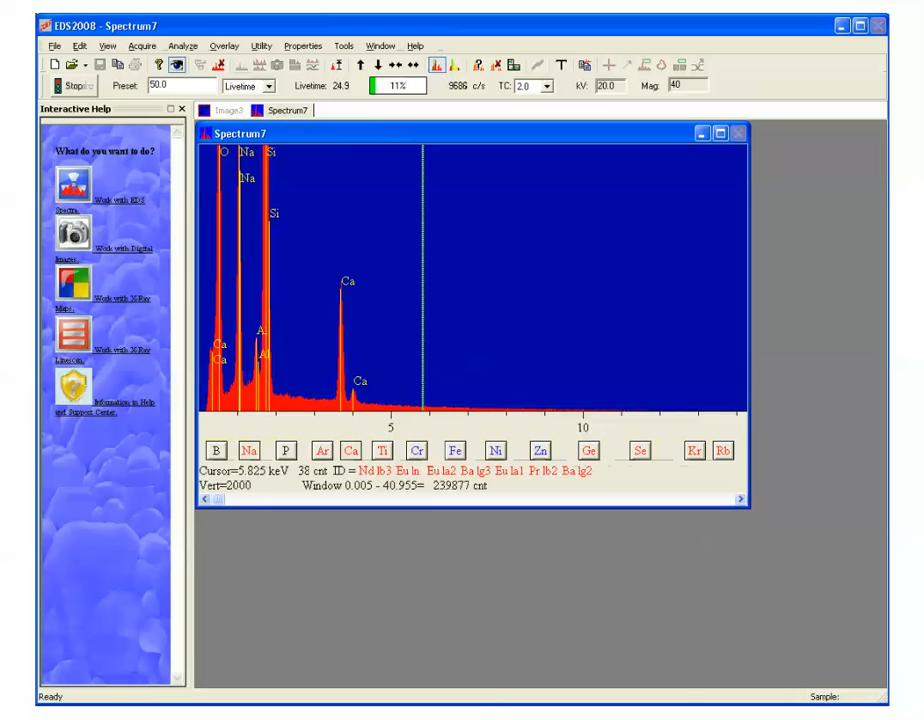 EDS2008 - Spectrum7
File Edit View Acquire Analyze Overlay Utility Properties Tools Window Help
Preset: 50.0 Livetime Livetime: 24.9 11% 9686 c/s TC: 2.0 kV: 20.0 Mag: 40
Interactive Help
Image3 Spectrum7
Spectrum7
What do you want to do?
Work with EDS
Spectra.
Work with Digital
Images.
Work with X-Ray
Maps.
Work with X-Ray
Linescan.
Information in Help
and Support Center.
O Na Si
Na
Si
Ca
Ca
Ca
Al
Ca
5 10
B Na P Ar Ca Ti Cr Fe Ni Zn Ge Se Kr Rb
Cursor=5.825 keV 38 cnt ID = Nd lb3 Eu ln Eu la2 Ba lg3 Eu la1 Pr lb2 Ba lg2
Vert=2000 Window 0.005 - 40.955= 239877 cnt
Ready Sample: